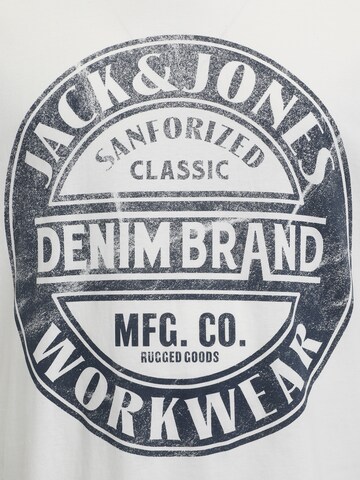 JACK & JONES
SANFORIZED
CLASSIC
DENIM BRAND
MFG. CO.
RUGGED GOODS
WORKWEAR